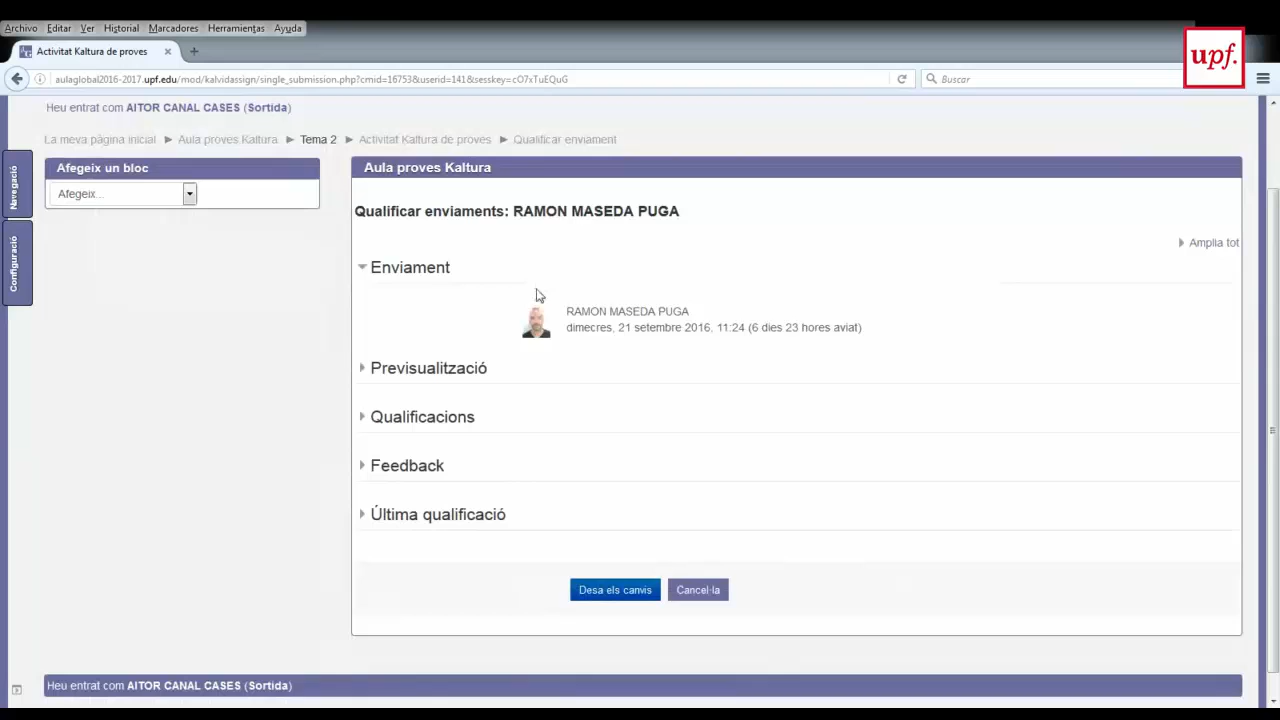 Archivo Editar Ver Historial Marcadores Herramientas Ayuda
Activitat Kaltura de proves
upf.
aulaglobal2016-2017.upf.edu/mod/kalvidassign/single_submission.php?cmid=16753&userid=141&sesskey=cO7xTuEQuG
Buscar
Heu entrat com AITOR CANAL CASES (Sortida)
La meva pàgina inicial Aula proves Kaltura Tema 2 Activitat Kaltura de proves Qualificar enviament
Navegació
Configuració
Afegeix un bloc
Afegeix...
Aula proves Kaltura
Qualificar enviaments: RAMON MASEDA PUGA
Amplia tot
Enviament
RAMON MASEDA PUGA
dimecres, 21 setembre 2016, 11:24 (6 dies 23 hores aviat)
Previsualització
Qualificacions
Feedback
Última qualificació
Desa els canvis Cancel·la
Heu entrat com AITOR CANAL CASES (Sortida)